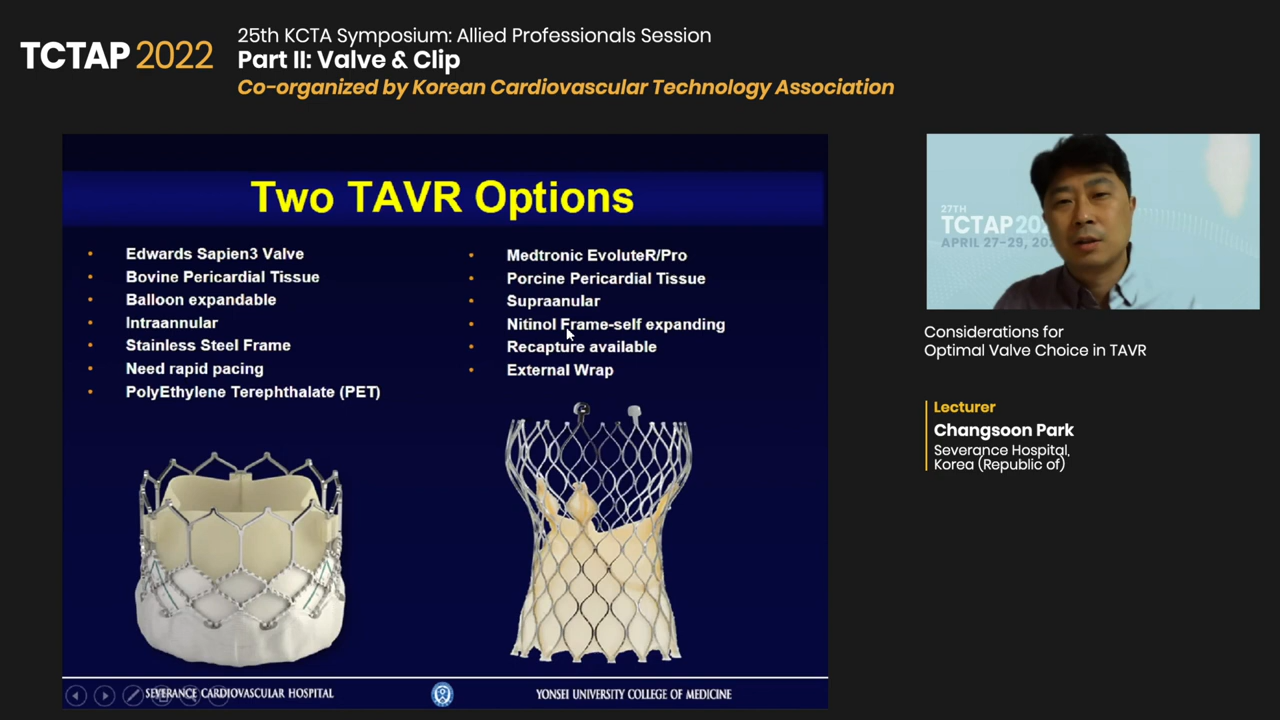 TCTAP 2022
25th KCTA Symposium: Allied Professionals Session
Part II: Valve & Clip
Co-organized by Korean Cardiovascular Technology Association
Two TAVR Options
• Edwards Sapien3 Valve
• Bovine Pericardial Tissue
• Balloon expandable
• Intraannular
• Stainless Steel Frame
• Need rapid pacing
• PolyEthylene Terephthalate (PET)
• Medtronic EvoluteR/Pro
• Porcine Pericardial Tissue
• Supraanular
• Nitinol Frame-self expanding
• Recapture available
• External Wrap
SEVERANCE CARDIOVASCULAR HOSPITAL
YONSEI UNIVERSITY COLLEGE OF MEDICINE
27TH
TCTAP 20
APRIL 27-29, 20
Considerations for
Optimal Valve Choice in TAVR
Lecturer
Changsoon Park
Severance Hospital,
Korea (Republic of)